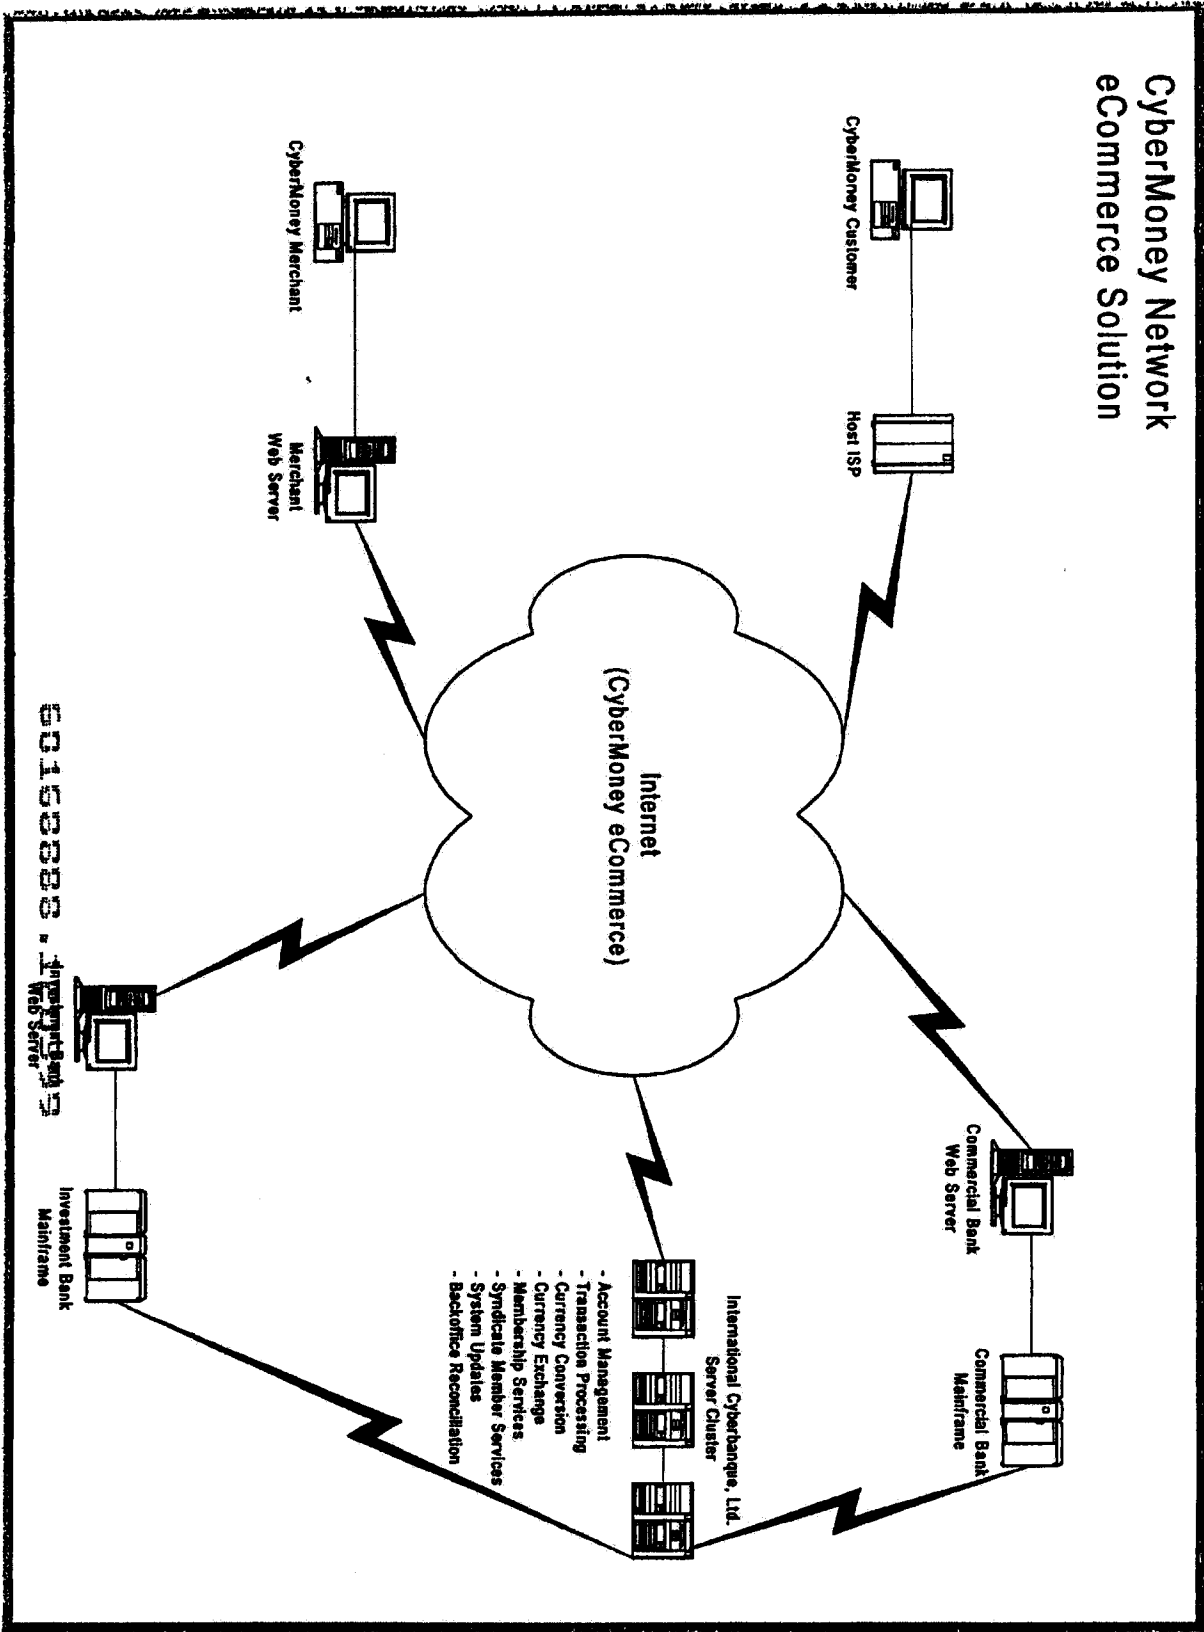 CyberMoney Network
eCommerce Solution
CyberMoney Customer
Host ISP
Commercial Bank
Web Server
Commercial Bank
Mainframe
Internet
(CyberMoney eCommerce)
International Cyberbanque, Ltd.
Server Cluster
- Account Management
- Transaction Processing
- Currency Conversion
- Currency Exchange
- Membership Services
- Syndicate Member Services
- System Updates
- Backoffice Reconciliation
CyberMoney Merchant
Merchant
Web Server
Web Server
Investment Bank
Mainframe